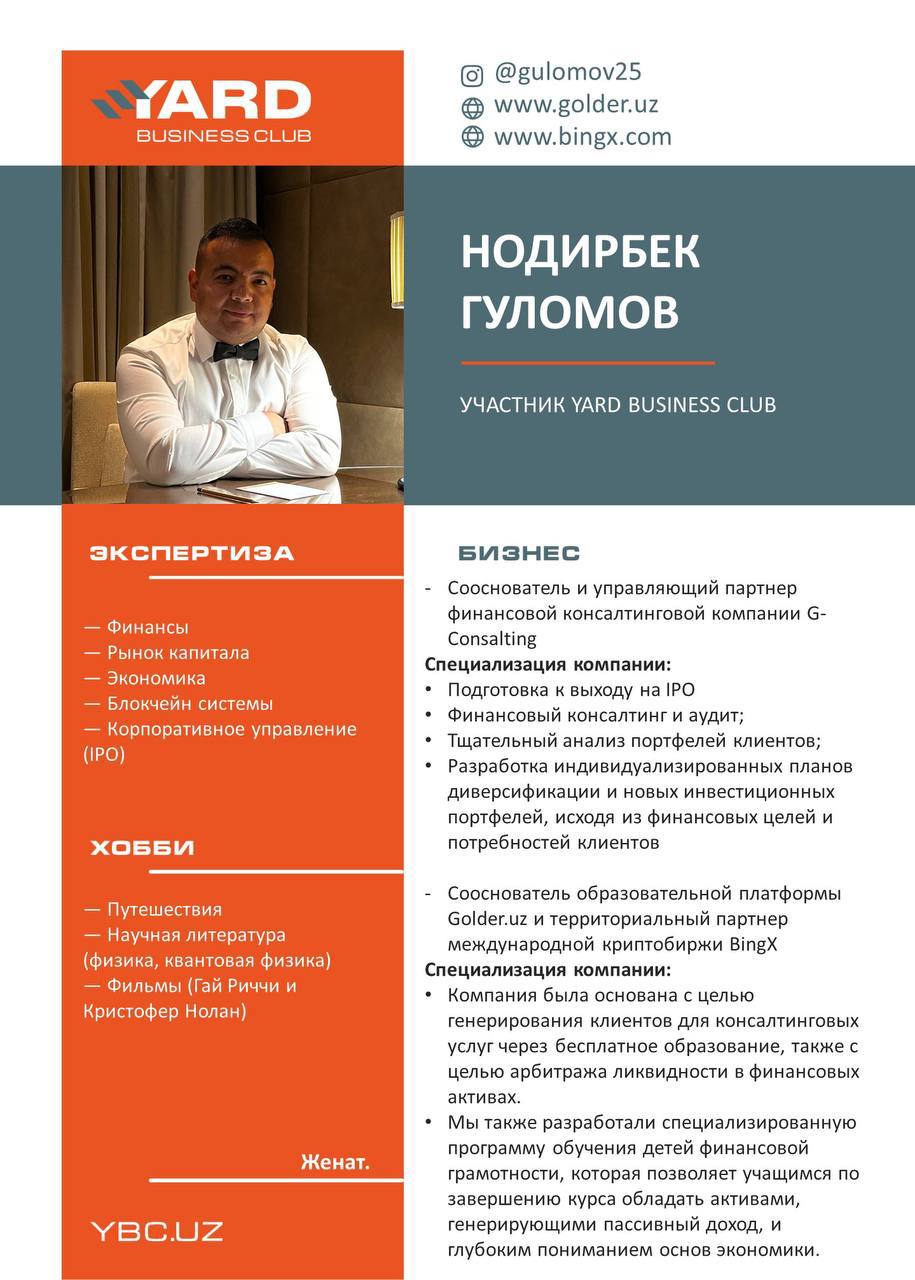 YARD
BUSINESS CLUB
@gulomov25
www.golder.uz
www.bingx.com
НОДИРБЕК
ГУЛОМОВ
УЧАСТНИК YARD BUSINESS CLUB
ЭКСПЕРТИЗА
— Финансы
— Рынок капитала
— Экономика
— Блокчейн системы
— Корпоративное управление
(IPO)
ХОББИ
— Путешествия
— Научная литература
(физика, квантовая физика)
— Фильмы (Гай Риччи и
Кристофер Нолан)
Женат.
YBC.UZ
БИЗНЕС
- Сооснователь и управляющий партнер
финансовой консалтинговой компании G-
Consalting
Специализация компании:
• Подготовка к выходу на IPO
• Финансовый консалтинг и аудит;
• Тщательный анализ портфелей клиентов;
• Разработка индивидуализированных планов
диверсификации и новых инвестиционных
портфелей, исходя из финансовых целей и
потребностей клиентов
- Сооснователь образовательной платформы
Golder.uz и территориальный партнер
международной криптобиржи BingX
Специализация компании:
• Компания была основана с целью
генерирования клиентов для консалтинговых
услуг через бесплатное образование, также с
целью арбитража ликвидности в финансовых
активах.
• Мы также разработали специализированную
программу обучения детей финансовой
грамотности, которая позволяет учащимся по
завершению курса обладать активами,
генерирующими пассивный доход, и
глубоким пониманием основ экономики.